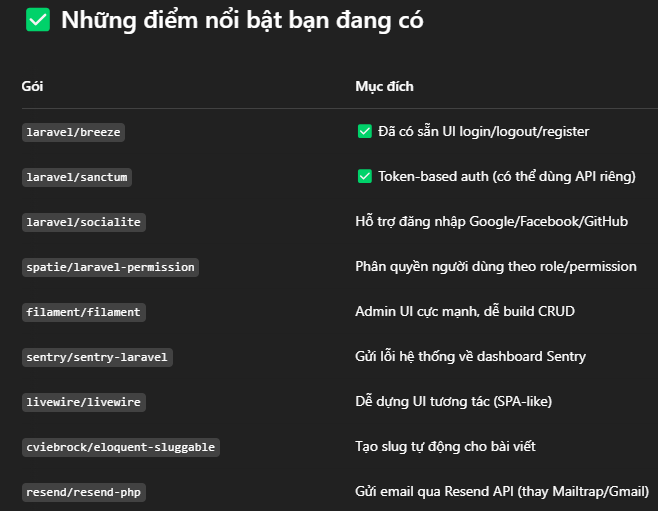 ✅ Những điểm nổi bật bạn đang có
Gói Mục đích
laravel/breeze ✅ Đã có sẵn UI login/logout/register
laravel/sanctum ✅ Token-based auth (có thể dùng API riêng)
laravel/socialite Hỗ trợ đăng nhập Google/Facebook/GitHub
spatie/laravel-permission Phân quyền người dùng theo role/permission
filament/filament Admin UI cực mạnh, dễ build CRUD
sentry/sentry-laravel Gửi lỗi hệ thống về dashboard Sentry
livewire/livewire Dễ dựng UI tương tác (SPA-like)
cviebrock/eloquent-sluggable Tạo slug tự động cho bài viết
resend/resend-php Gửi email qua Resend API (thay Mailtrap/Gmail)